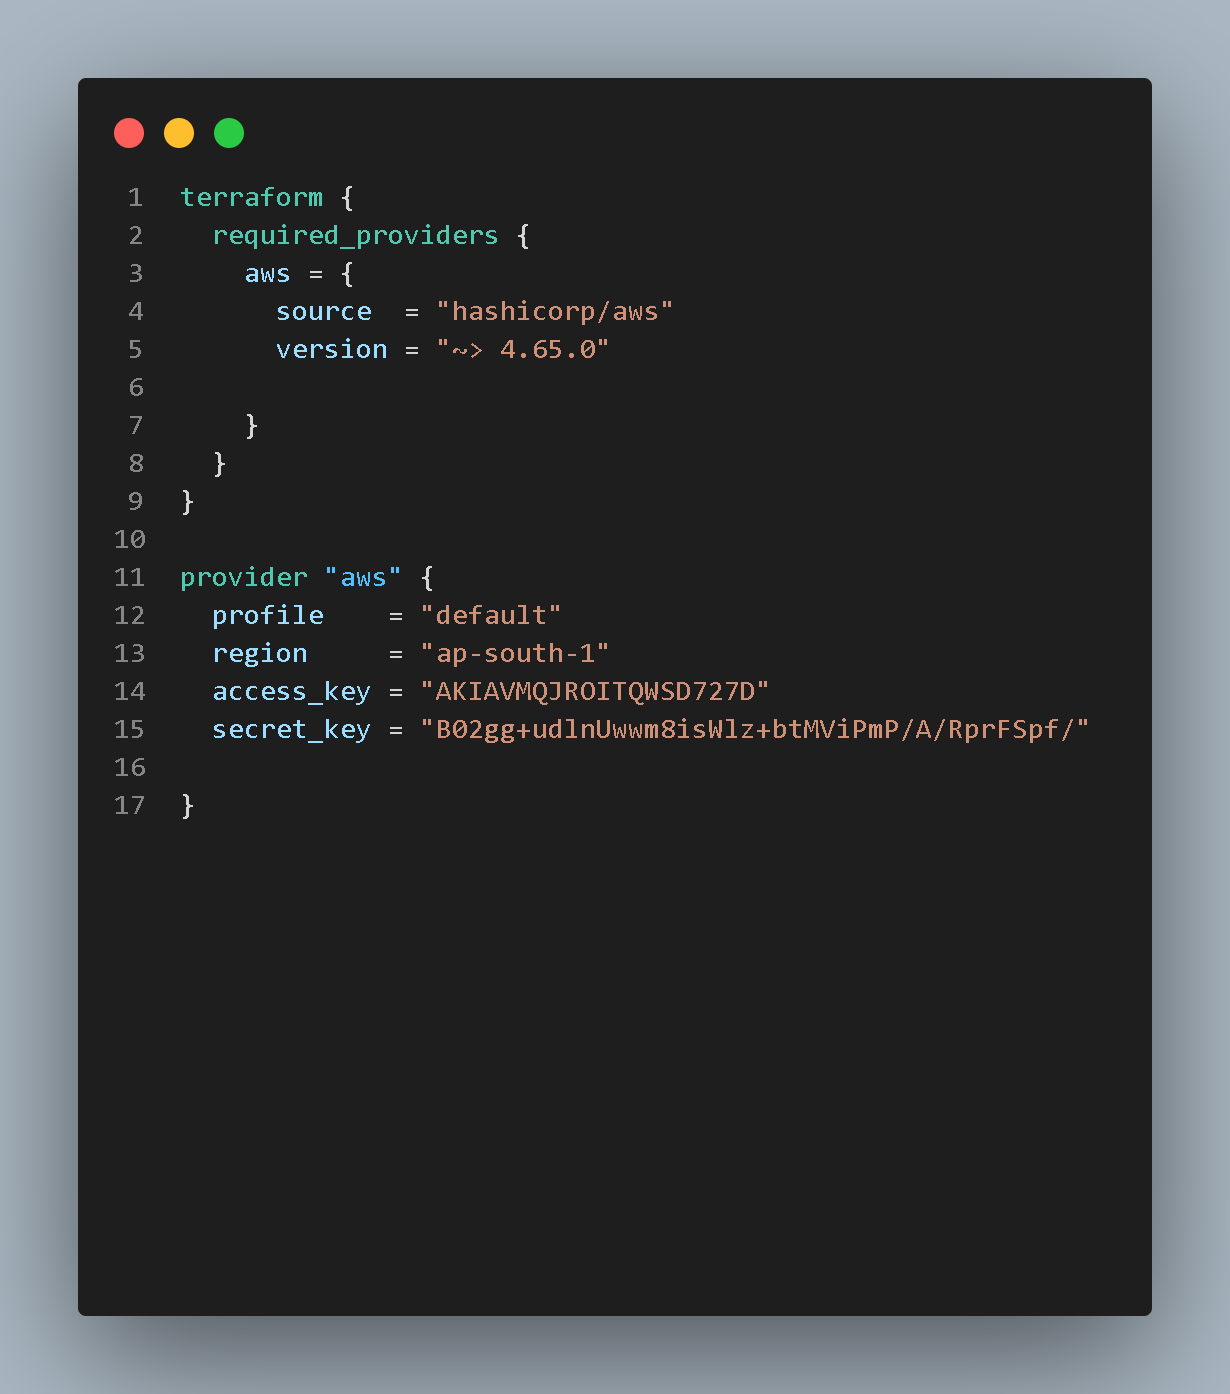 1 terraform {
2   required_providers {
3     aws = {
4       source  = "hashicorp/aws"
5       version = "~> 4.65.0"
6
7     }
8   }
9 }
10
11 provider "aws" {
12   profile    = "default"
13   region     = "ap-south-1"
14   access_key = "AKIAVMQJROITQWSD727D"
15   secret_key = "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"
16
17 }